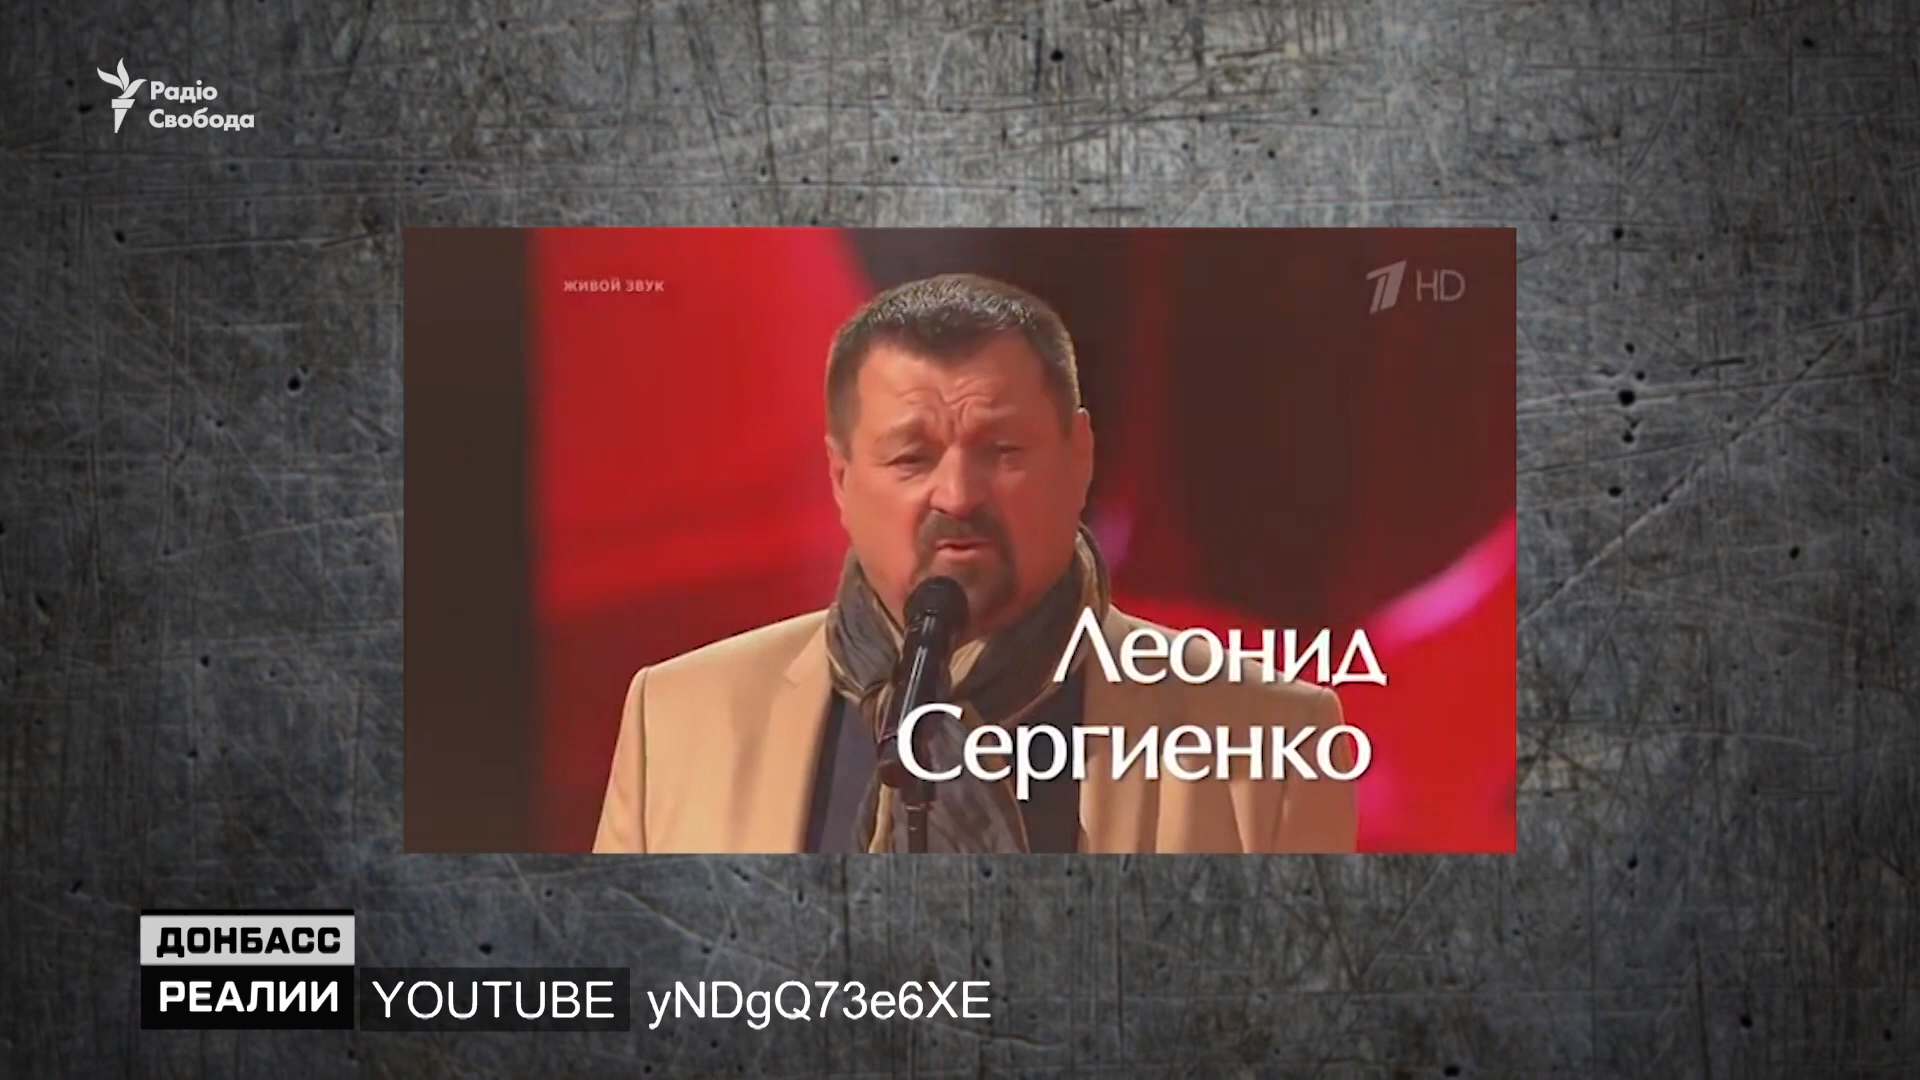 Радіо
Свобода
ЖИВОЙ ЗВУК
HD
Леонид
Сергиенко
ДОНБАСС
РЕАЛИИ
YOUTUBE yNDgQ73e6XE